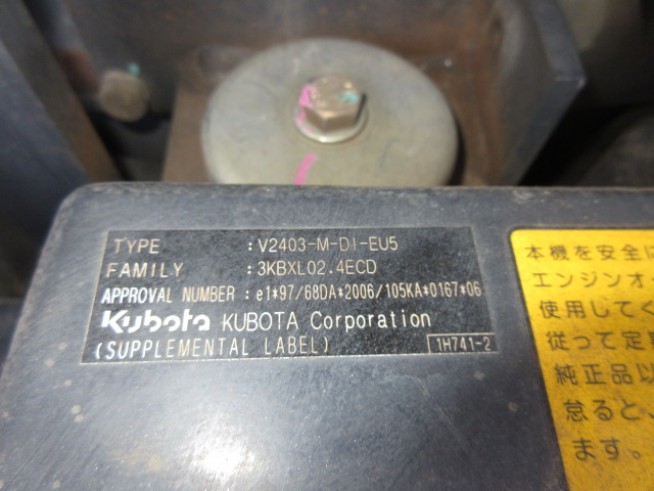 TYPE : V2403-M-DI-EU5
FAMILY : 3KBXL02.4ECD
APPROVAL NUMBER : e1*97/68DA*2006/105KA*0167*06
Kubota KUBOTA Corporation
(SUPPLEMENTAL LABEL) 1H741-2
本機を安全に
エンジンオ
使用してく
従って定
純正品以
怠ると、
ます。